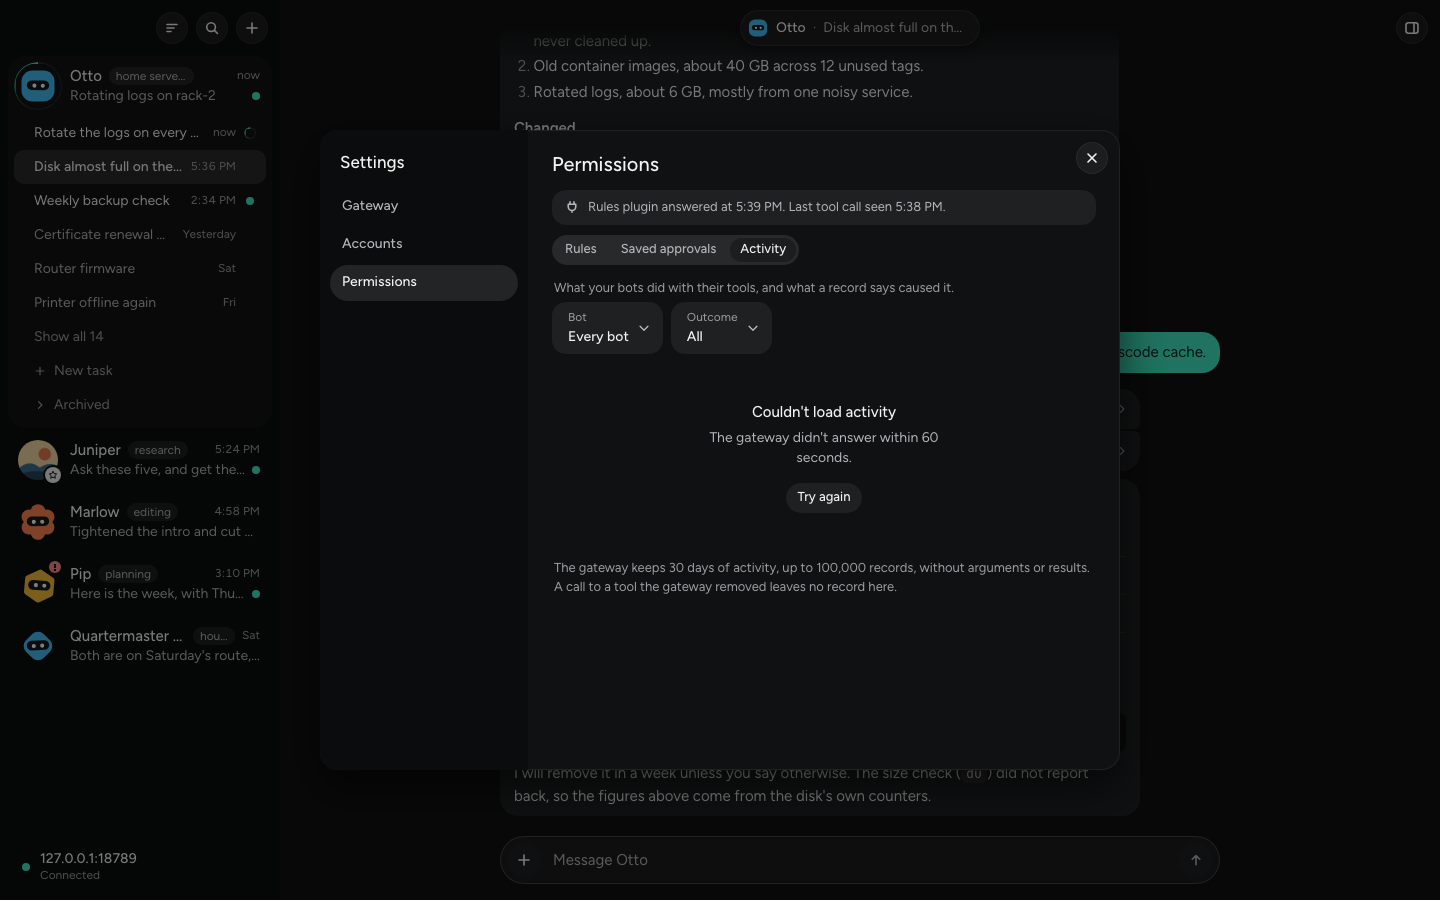 Otto home serve... now
Rotating logs on rack-2
Rotate the logs on every ... now
Disk almost full on the... 5:36 PM
Weekly backup check 2:34 PM
Certificate renewal ... Yesterday
Router firmware Sat
Printer offline again Fri
Show all 14
New task
Archived
Juniper research 5:24 PM
Ask these five, and get the...
Marlow editing 4:58 PM
Tightened the intro and cut ...
Pip planning 3:10 PM
Here is the week, with Thu...
Quartermaster ... hou... Sat
Both are on Saturday's route,...
127.0.0.1:18789
Connected
Otto · Disk almost full on th...
never cleaned up.
2. Old container images, about 40 GB across 12 unused tags.
3. Rotated logs, about 6 GB, mostly from one noisy service.
Changed
scode cache.
Settings
Gateway
Accounts
Permissions
Permissions
Rules plugin answered at 5:39 PM. Last tool call seen 5:38 PM.
Rules Saved approvals Activity
What your bots did with their tools, and what a record says caused it.
Bot
Every bot
Outcome
All
Couldn't load activity
The gateway didn't answer within 60
seconds.
Try again
The gateway keeps 30 days of activity, up to 100,000 records, without arguments or results.
A call to a tool the gateway removed leaves no record here.
I will remove it in a week unless you say otherwise. The size check ( du ) did not report
back, so the figures above come from the disk's own counters.
Message Otto